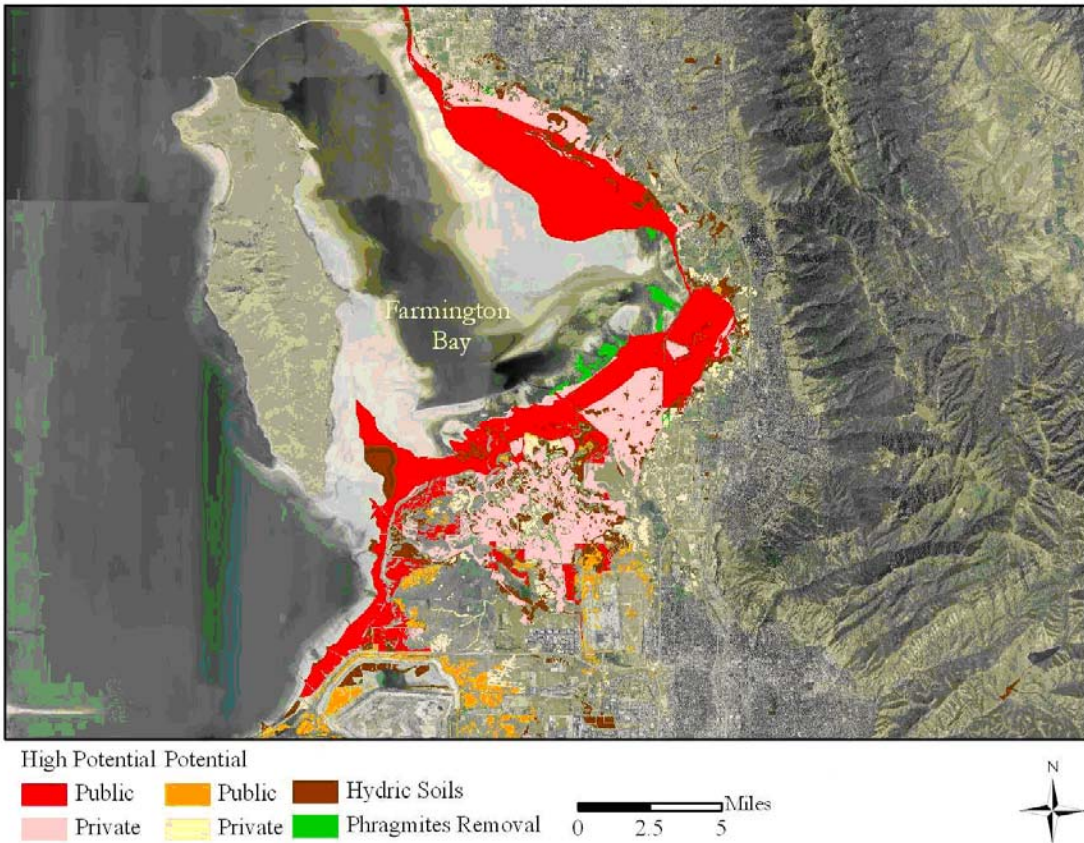 Farmington
Bay
High Potential Potential
Public Public Hydric Soils
Private Private Phragmites Removal
Miles
0 2.5 5
N